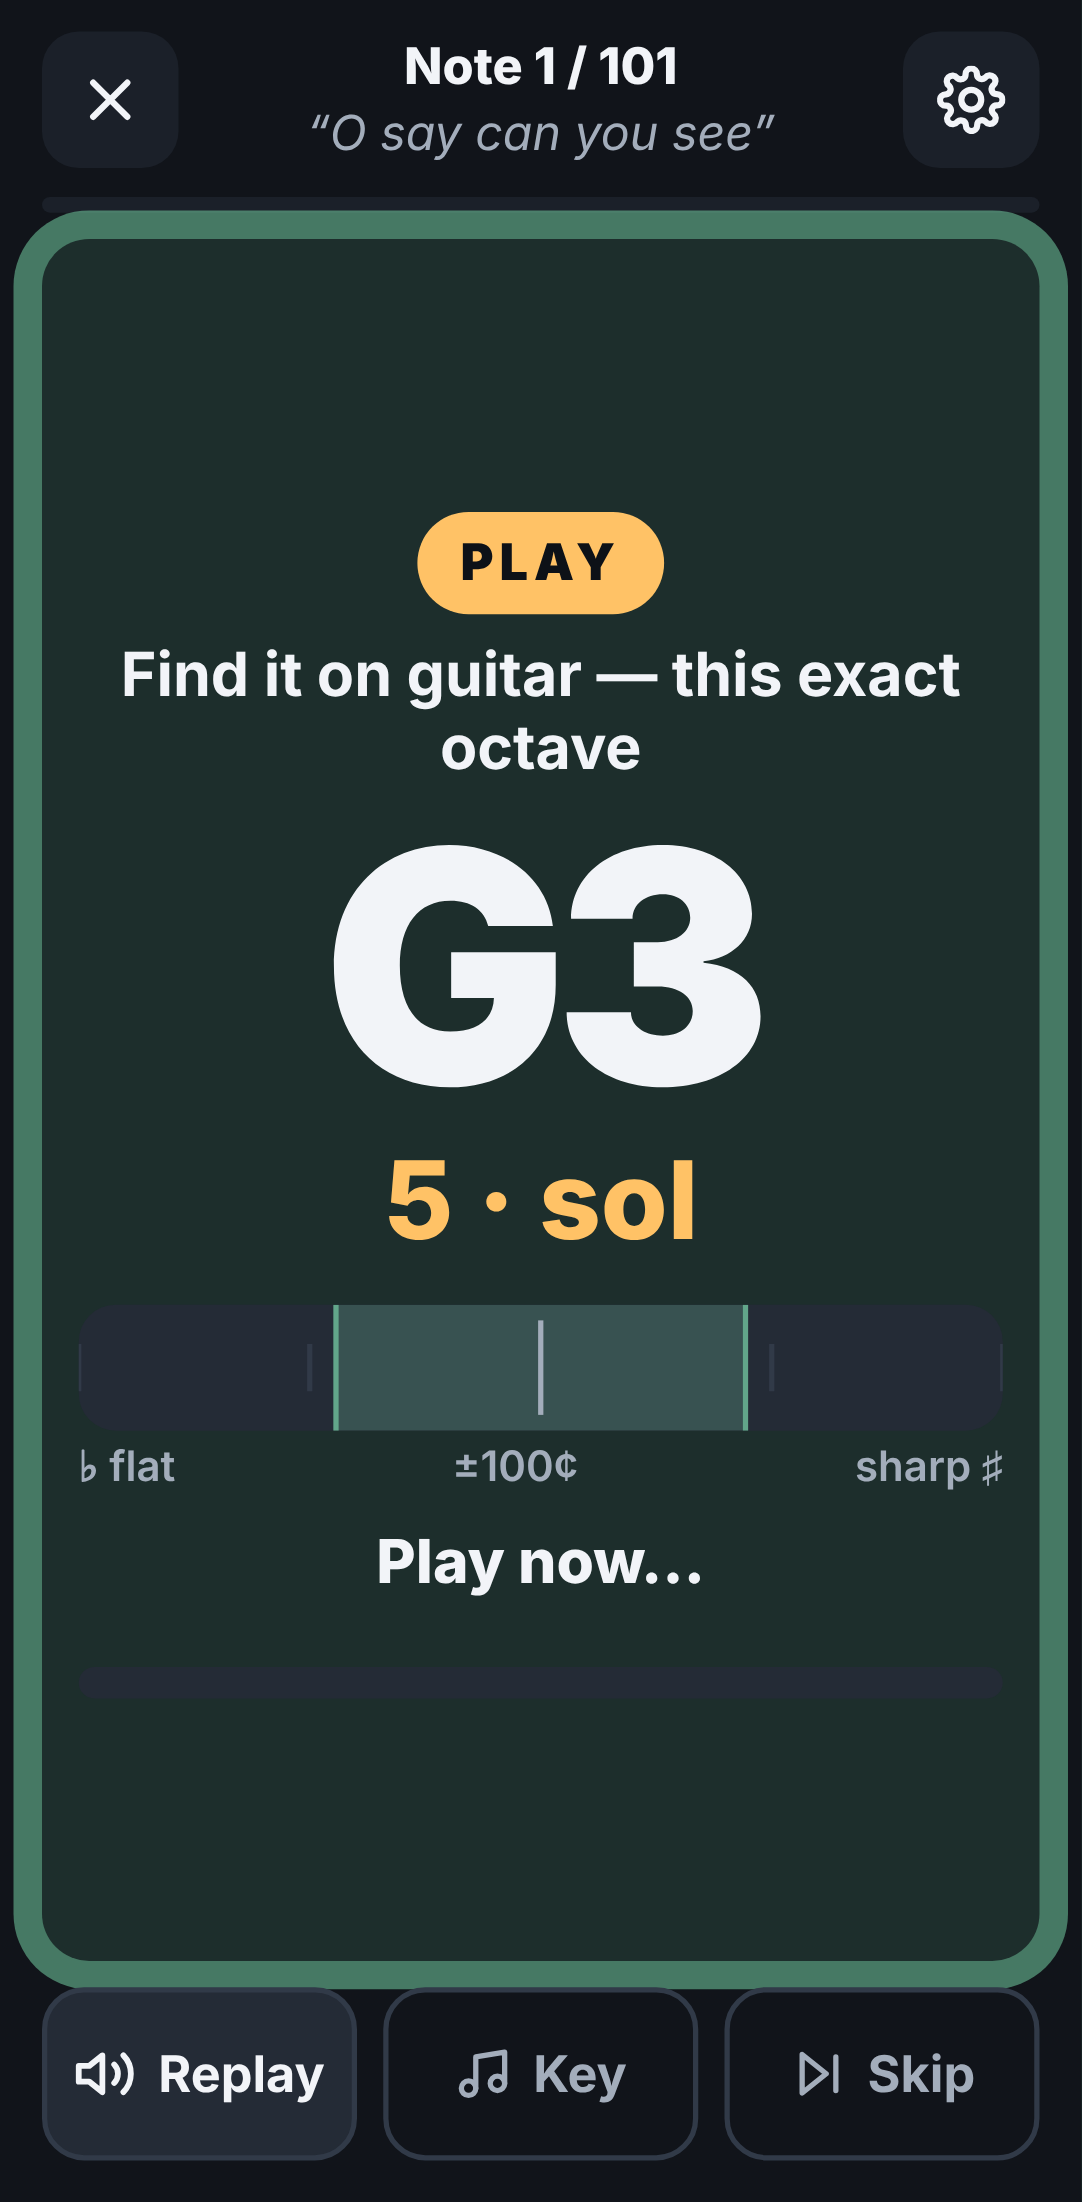 Note 1 / 101
“O say can you see”
PLAY
Find it on guitar — this exact
octave
G3
5 · sol
♭ flat
±100¢
sharp ♯
Play now…
Replay
Key
Skip